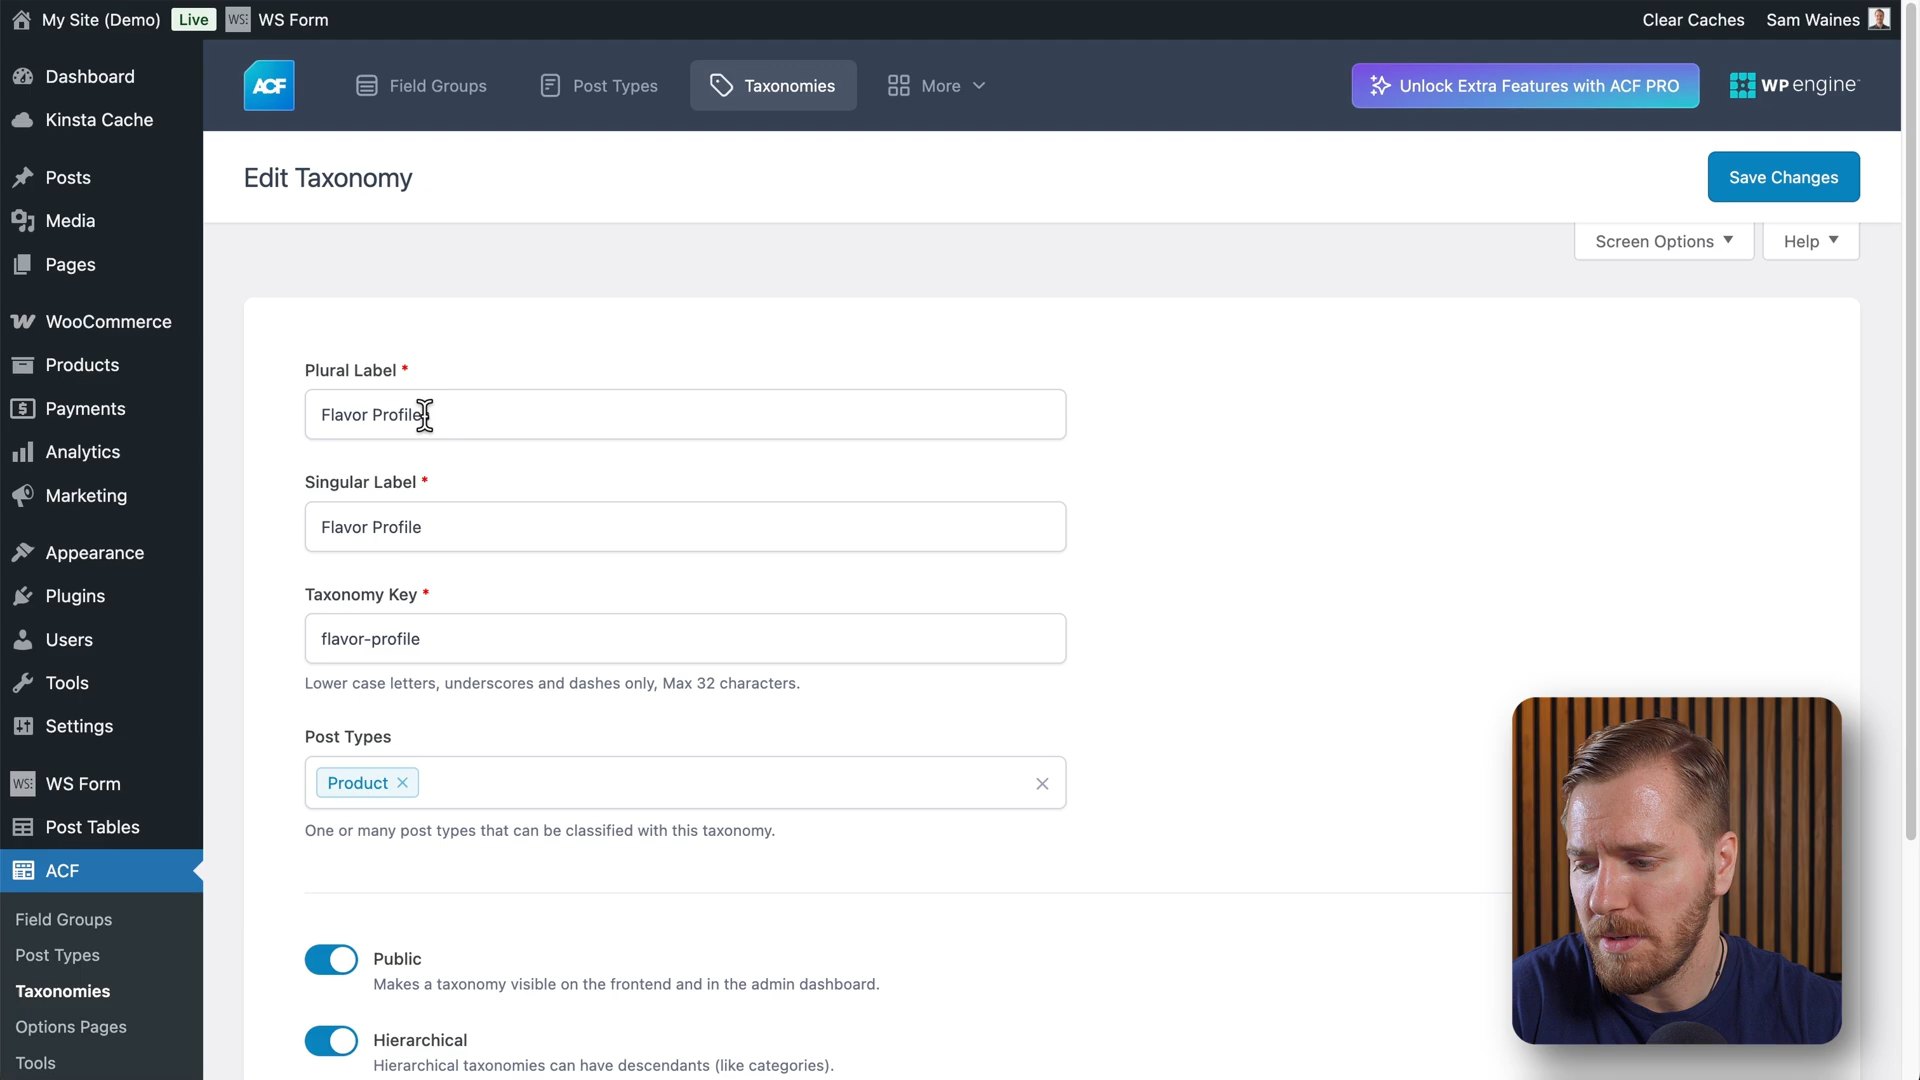 My Site (Demo) Live WS: WS Form Clear Caches Sam Waines
Dashboard
Kinsta Cache
Posts
Media
Pages
WooCommerce
Products
Payments
Analytics
Marketing
Appearance
Plugins
Users
Tools
Settings
WS: WS Form
Post Tables
ACF
Field Groups
Post Types
Taxonomies
Options Pages
Tools
ACF Field Groups Post Types Taxonomies More Unlock Extra Features with ACF PRO WP engine
Edit Taxonomy Save Changes
Screen Options Help
Plural Label *
Flavor Profile
Singular Label *
Flavor Profile
Taxonomy Key *
flavor-profile
Lower case letters, underscores and dashes only, Max 32 characters.
Post Types
Product
One or many post types that can be classified with this taxonomy.
Public
Makes a taxonomy visible on the frontend and in the admin dashboard.
Hierarchical
Hierarchical taxonomies can have descendants (like categories).